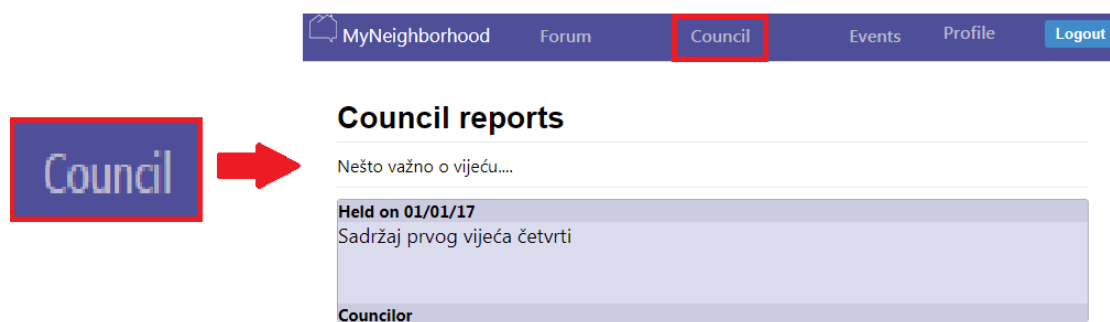 MyNeighborhood Forum Council Events Profile Logout
Council reports
Council
Nešto važno o vijeću....
Held on 01/01/17
Sadržaj prvog vijeća četvrti
Councilor